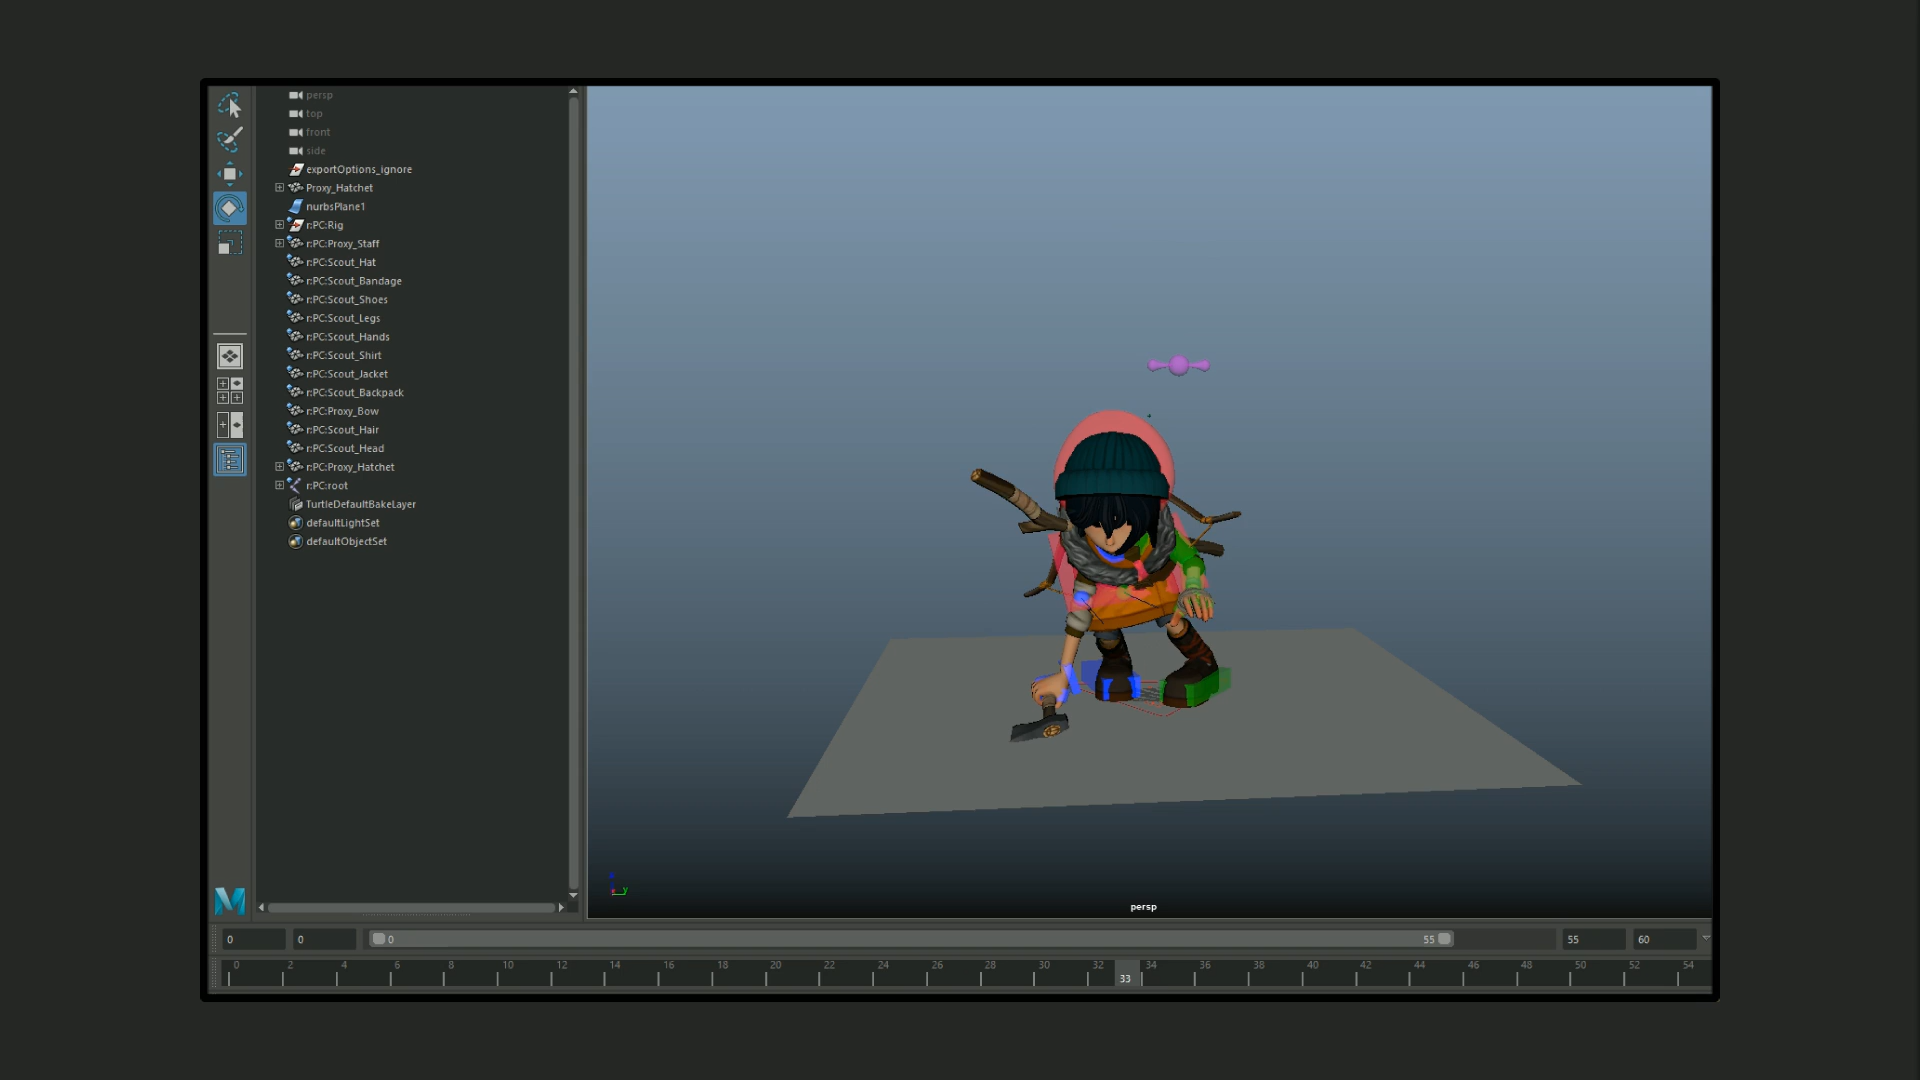 persp
top
front
side
exportOptions_ignore
Proxy_Hatchet
nurbsPlane1
r:PC:Rig
r:PC:Proxy_Staff
r:PC:Scout_Hat
r:PC:Scout_Bandage
r:PC:Scout_Shoes
r:PC:Scout_Legs
r:PC:Scout_Hands
r:PC:Scout_Shirt
r:PC:Scout_Jacket
r:PC:Scout_Backpack
r:PC:Proxy_Bow
r:PC:Scout_Hair
r:PC:Scout_Head
r:PC:Proxy_Hatchet
r:PC:root
TurtleDefaultBakeLayer
defaultLightSet
defaultObjectSet
y
persp
0 0 0 55 55 60
0 2 4 6 8 10 12 14 16 18 20 22 24 26 28 30 32 34 36 38 40 42 44 46 48 50 52 54
33